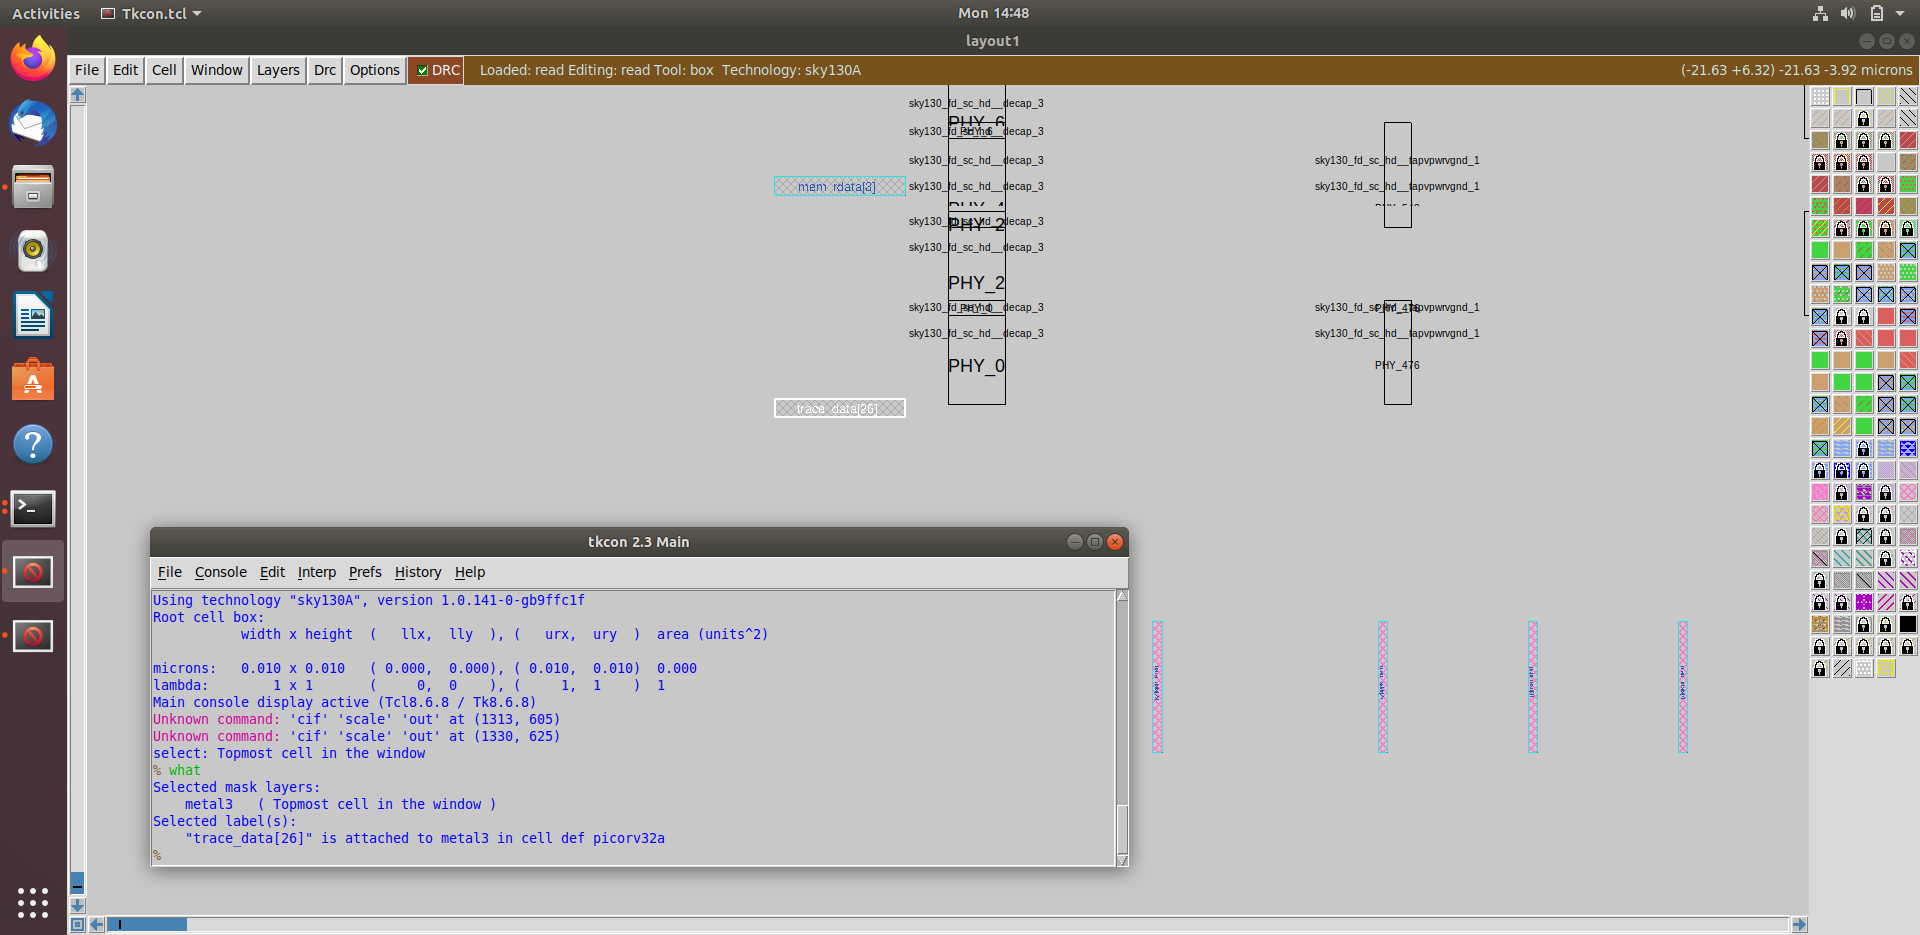 Activities
Tkcon.tcl
Mon 14:48
layout1
File Edit Cell Window Layers Drc Options DRC
Loaded: read Editing: read Tool: box Technology: sky130A
(-21.63 +6.32) -21.63 -3.92 microns
sky130_fd_sc_hd__decap_3
PHY_6
sky130_fd_sc_hd__decap_3
PHY_6
sky130_fd_sc_hd__decap_3
sky130_fd_sc_hd__tapvpwrvgnd_1
mem_rdata[3]
sky130_fd_sc_hd__decap_3
sky130_fd_sc_hd__tapvpwrvgnd_1
PHY_4
sky130_fd_sc_hd__decap_3
PHY_2
sky130_fd_sc_hd__decap_3
PHY_2
sky130_fd_sc_hd__decap_3
PHY_0
sky130_fd_sc_hd__tapvpwrvgnd_1
PHY_476
sky130_fd_sc_hd__decap_3
sky130_fd_sc_hd__tapvpwrvgnd_1
PHY_0
PHY_476
trace_data[26]
tkcon 2.3 Main
File Console Edit Interp Prefs History Help
Using technology "sky130A", version 1.0.141-0-gb9ffc1f
Root cell box:
width x height ( llx, lly ), ( urx, ury ) area (units^2)
microns: 0.010 x 0.010 ( 0.000, 0.000), ( 0.010, 0.010) 0.000
lambda: 1 x 1 ( 0, 0 ), ( 1, 1 ) 1
Main console display active (Tcl8.6.8 / Tk8.6.8)
Unknown command: 'cif' 'scale' 'out' at (1313, 605)
Unknown command: 'cif' 'scale' 'out' at (1330, 625)
select: Topmost cell in the window
% what
Selected mask layers:
metal3 ( Topmost cell in the window )
Selected label(s):
"trace_data[26]" is attached to metal3 in cell def picorv32a
%